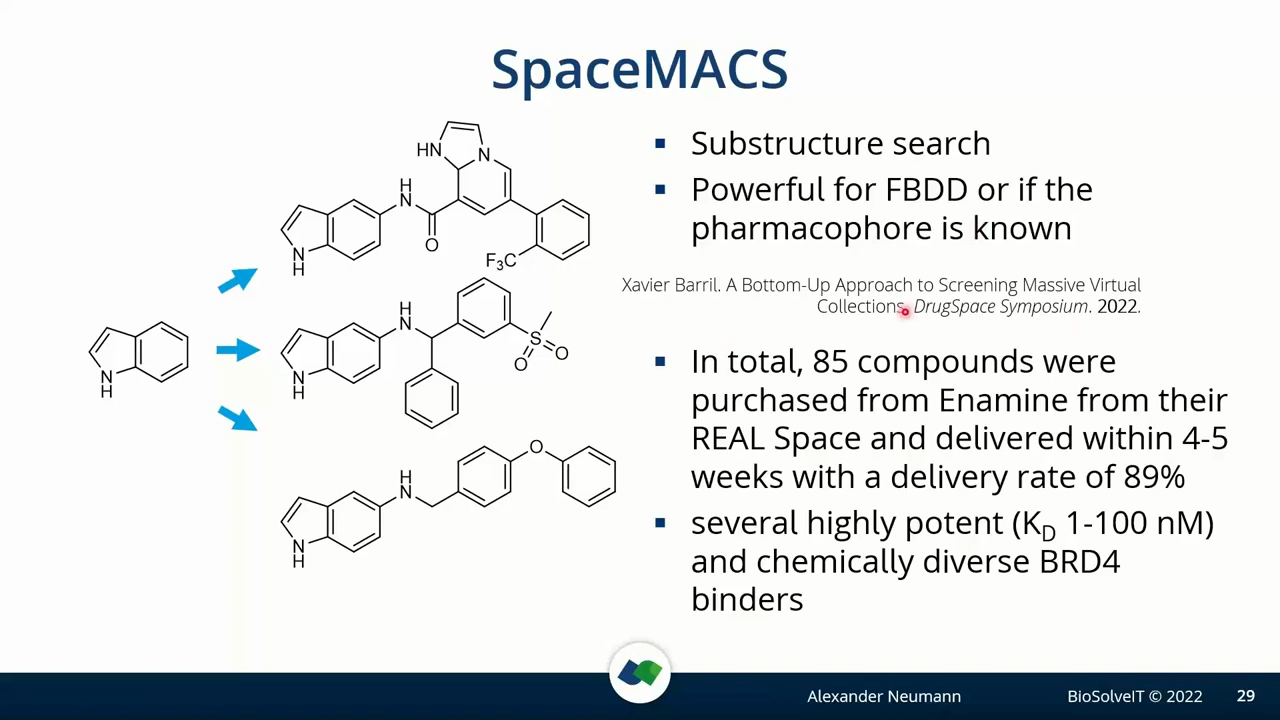 SpaceMACS
HN
N
H
N
O
N
H
F₃C
▪ Substructure search
▪ Powerful for FBDD or if the
pharmacophore is known
Xavier Barril. A Bottom-Up Approach to Screening Massive Virtual
Collections. DrugSpace Symposium. 2022.
N
H
H
N
N
H
S
O
O
▪ In total, 85 compounds were
purchased from Enamine from their
REAL Space and delivered within 4-5
weeks with a delivery rate of 89%
▪ several highly potent (K_D 1-100 nM)
and chemically diverse BRD4
binders
O
H
N
N
H
Alexander Neumann
BioSolveIT © 2022
29